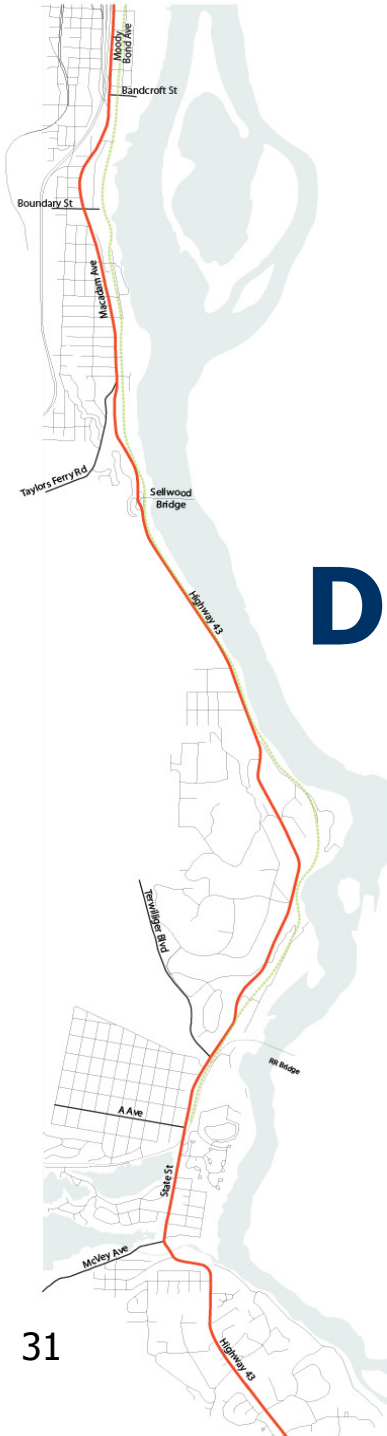 Moody
Bond Ave
Bandcroft St
Boundary St
Macadam Ave
Taylors Ferry Rd
Sellwood
Bridge
Highway 43
D
Terwilliger Blvd
RR Bridge
A Ave
State St
McVey Ave
31
Highway 43